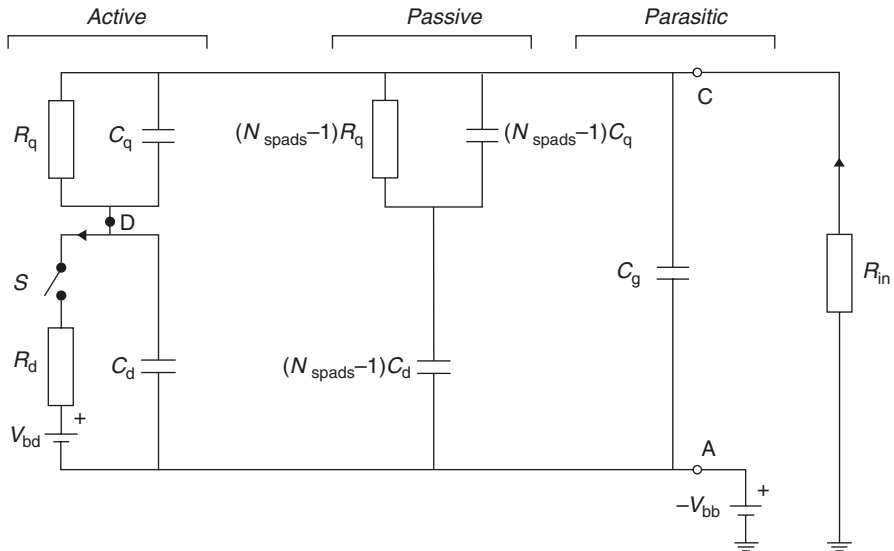 Active
Passive
Parasitic
C
R_q
C_q
(N_spads–1)R_q
(N_spads–1)C_q
D
S
C_g
R_in
R_d
C_d
(N_spads–1)C_d
+
V_bd
A
+
–V_bb